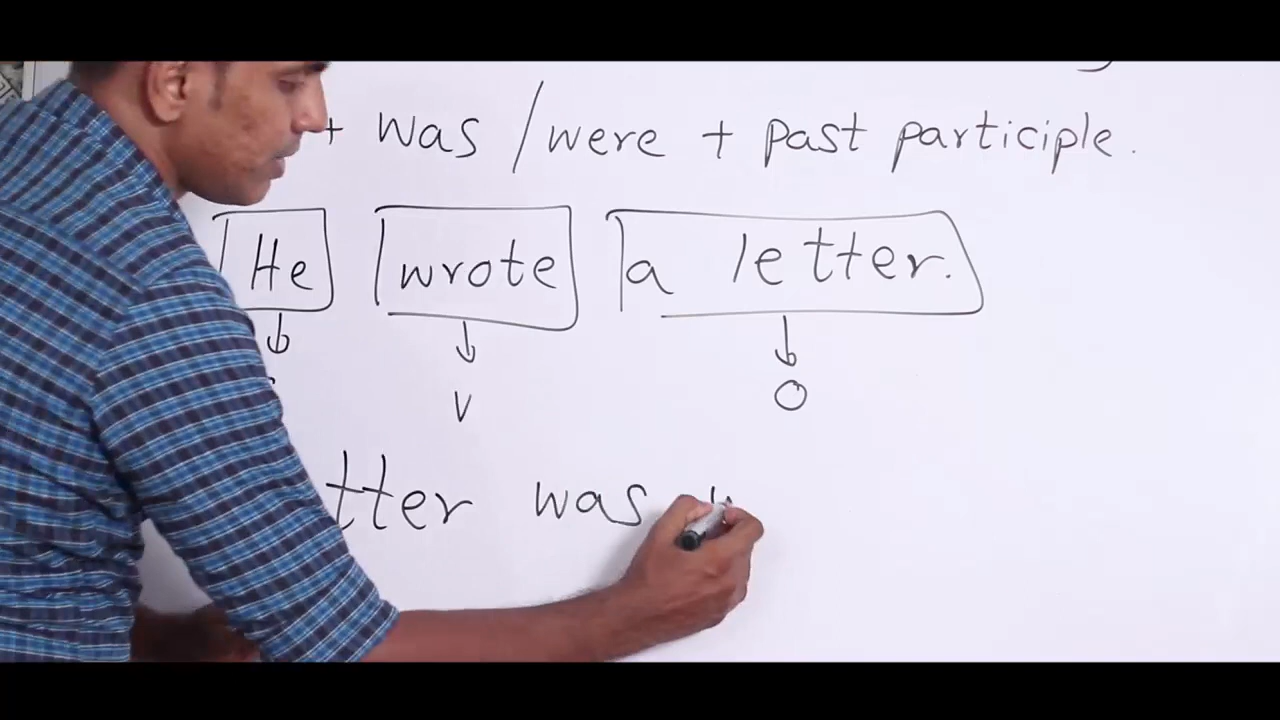 + was / were + past participle.
He wrote a letter.
V O
tter was